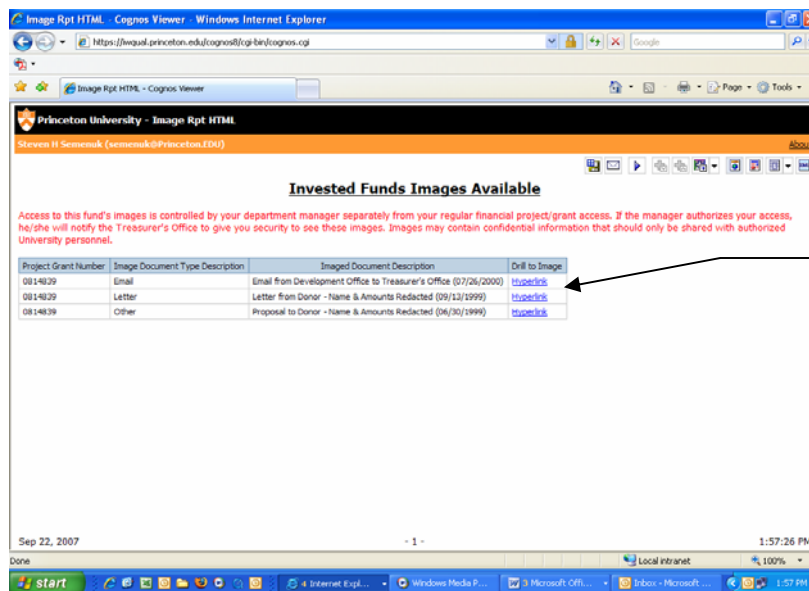 Image Rpt HTML - Cognos Viewer - Windows Internet Explorer
https://iwqual.princeton.edu/cognos8/cgi-bin/cognos.cgi
Google
Image Rpt HTML - Cognos Viewer
Page
Tools
Princeton University - Image Rpt HTML
Steven H Semenuk (semenuk@Princeton.EDU)
Abou
Invested Funds Images Available
Access to this fund's images is controlled by your department manager separately from your regular financial project/grant access. If the manager authorizes your access,
he/she will notify the Treasurer's Office to give you security to see these images. Images may contain confidential information that should only be shared with authorized
University personnel.
Project Grant Number Image Document Type Description Imaged Document Description Drill to Image
0814839 Email Email from Development Office to Treasurer's Office (07/26/2000) Hyperlink
0814839 Letter Letter from Donor - Name & Amounts Redacted (09/13/1999) Hyperlink
0814839 Other Proposal to Donor - Name & Amounts Redacted (06/30/1999) Hyperlink
Sep 22, 2007 - 1 - 1:57:26 PM
Done Local intranet 100%
start 4 Internet Expl... Windows Media P... 3 Microsoft Offi... Inbox - Microsoft ... 1:57 PM